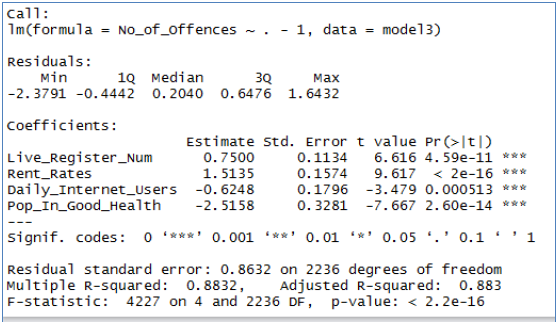 Call:
lm(formula = No_of_Offences ~ . - 1, data = model3)
Residuals:
Min 1Q Median 3Q Max
-2.3791 -0.4442 0.2040 0.6476 1.6432
Coefficients:
Estimate Std. Error t value Pr(>|t|)
Live_Register_Num 0.7500 0.1134 6.616 4.59e-11 ***
Rent_Rates 1.5135 0.1574 9.617 < 2e-16 ***
Daily_Internet_Users -0.6248 0.1796 -3.479 0.000513 ***
Pop_In_Good_Health -2.5158 0.3281 -7.667 2.60e-14 ***
---
Signif. codes: 0 ‘***’ 0.001 ‘**’ 0.01 ‘*’ 0.05 ‘.’ 0.1 ‘ ’ 1
Residual standard error: 0.8632 on 2236 degrees of freedom
Multiple R-squared: 0.8832, Adjusted R-squared: 0.883
F-statistic: 4227 on 4 and 2236 DF, p-value: < 2.2e-16